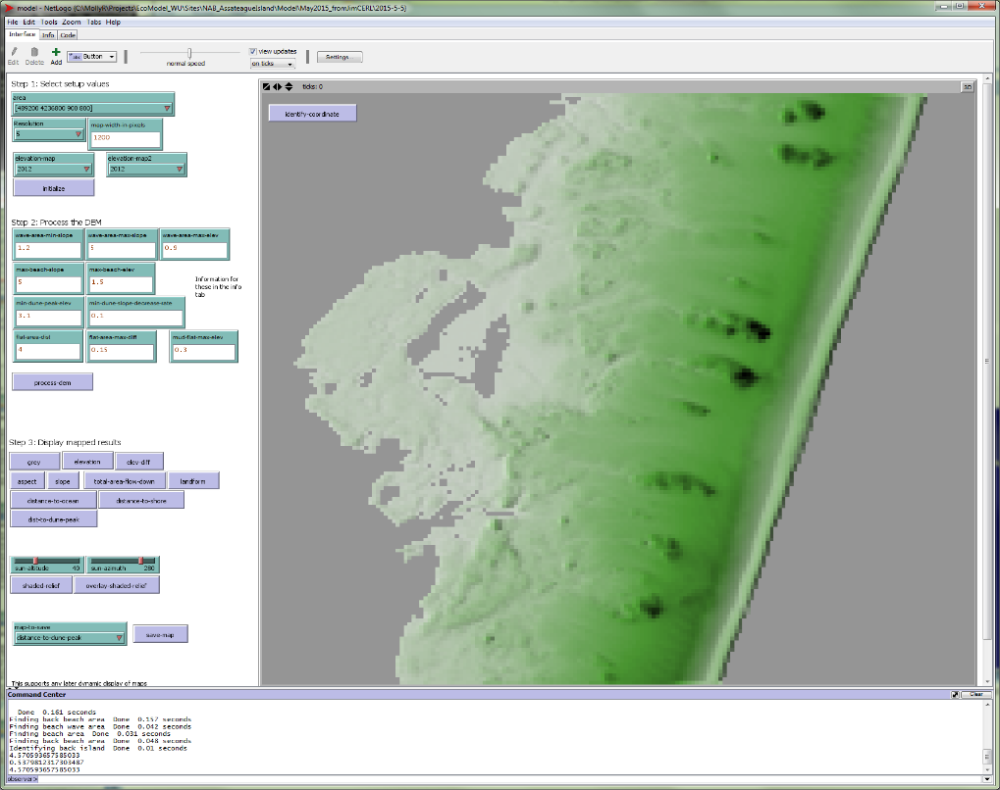 model - NetLogo {C:\MollyR\Projects\EcoModel_WU\Sites\NAB_AssateagueIsland\Model\May2015_fromJimCERL\2015-5-5}
File Edit Tools Zoom Tabs Help
Interface Info Code
Edit Delete Add Button normal speed view updates on ticks Settings...
Step 1: Select setup values
area
[489200 4236800 900 800]
Resolution
5
map-width-in-pixels
1200
elevation-map
2012
elevation-map2
2012
initialize
Step 2: Process the DEM
wave-area-min-slope
1.2
wave-area-max-slope
5
wave-area-max-elev
0.9
max-beach-slope
5
max-beach-elev
1.5
Information for
these in the info
tab
min-dune-peak-elev
3.1
min-dune-slope-decrease-rate
0.1
flat-area-dist
4
flat-area-max-diff
0.15
mud-flat-max-elev
0.3
process-dem
Step 3: Display mapped results
grey elevation elev-diff
aspect slope total-area-flow-down landform
distance-to-ocean distance-to-shore
dist-to-dune-peak
sun-altitude 40 sun-azimuth 280
shaded-relief overlay-shaded-relief
map-to-save
distance-to-dune-peak
save-map
This supports any later dynamic display of maps
ticks: 0
3D
identify-coordinate
Command Center
Clear
Done 0.161 seconds
Finding back beach area Done 0.157 seconds
Finding beach wave area Done 0.042 seconds
Finding beach area Done 0.031 seconds
Finding back beach area Done 0.048 seconds
Identifying back island Done 0.01 seconds
4.570593657585033
0.5379812317303487
4.570593657585033
observer>